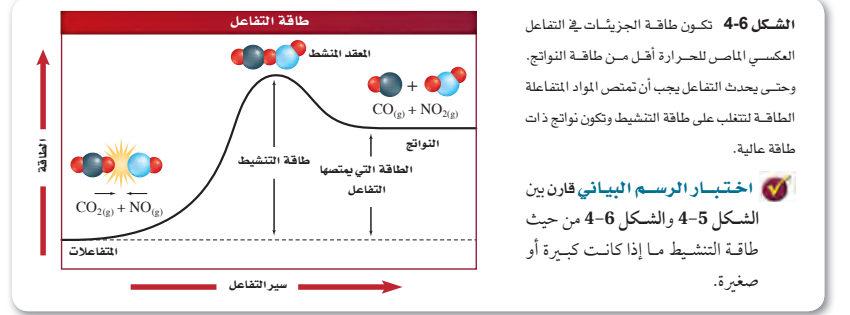 الشكل 6-4 تكون طاقة الجزيئات في التفاعل
العكسي الماص للحرارة أقل من طاقة النواتج.
وحتى يحدث التفاعل يجب أن تمتص المواد المتفاعلة
الطاقة لتتغلب على طاقة التنشيط وتكون نواتج ذات
طاقة عالية.
اختبار الرسم البياني قارن بين
الشكل 5-4 والشكل 6-4 من حيث
طاقة التنشيط ما إذا كانت كبيرة أو
صغيرة.
طاقة التفاعل
المعقد المنشط
+
CO(g) + NO2(g)
النواتج
الطاقة
طاقة التنشيط
الطاقة التي يمتصها
التفاعل
CO2(g) + NO(g)
المتفاعلات
سير التفاعل